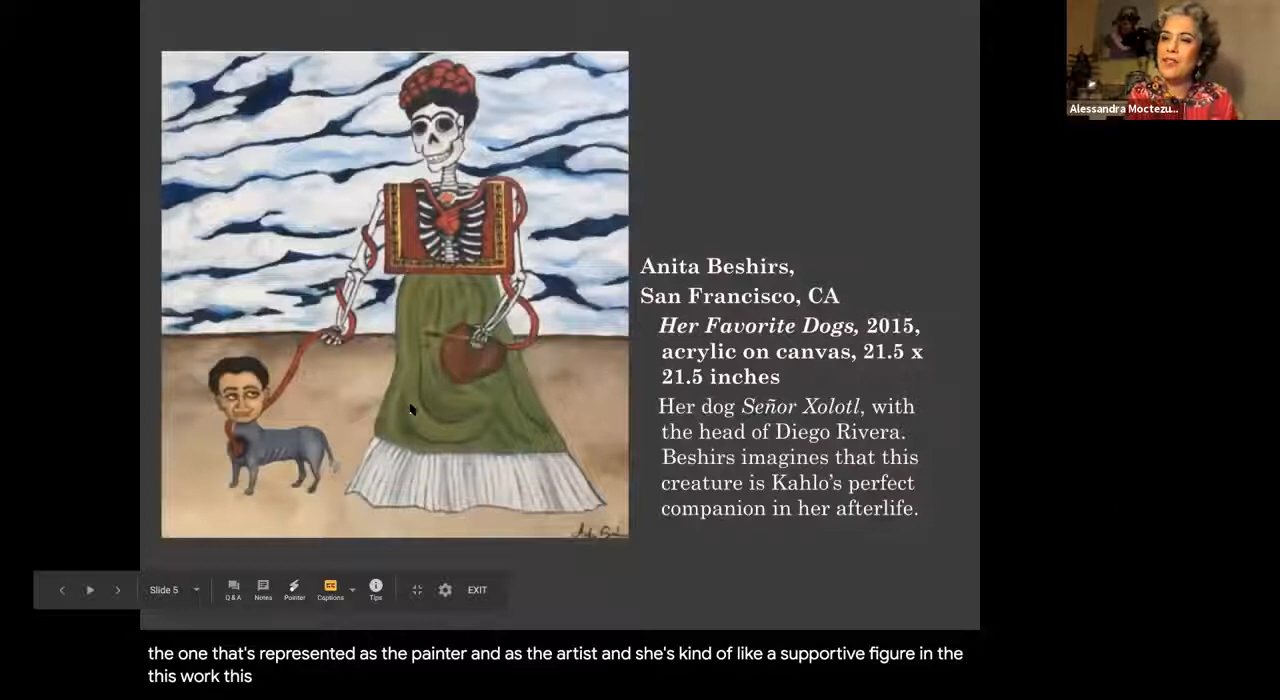 Alessandra Moctezu...
Anita Beshirs,
San Francisco, CA
Her Favorite Dogs, 2015,
acrylic on canvas, 21.5 x
21.5 inches
Her dog Señor Xolotl, with
the head of Diego Rivera.
Beshirs imagines that this
creature is Kahlo's perfect
companion in her afterlife.
Slide 5
Q & A Notes Pointer CC Captions Tips EXIT
the one that's represented as the painter and as the artist and she's kind of like a supportive figure in the
this work this